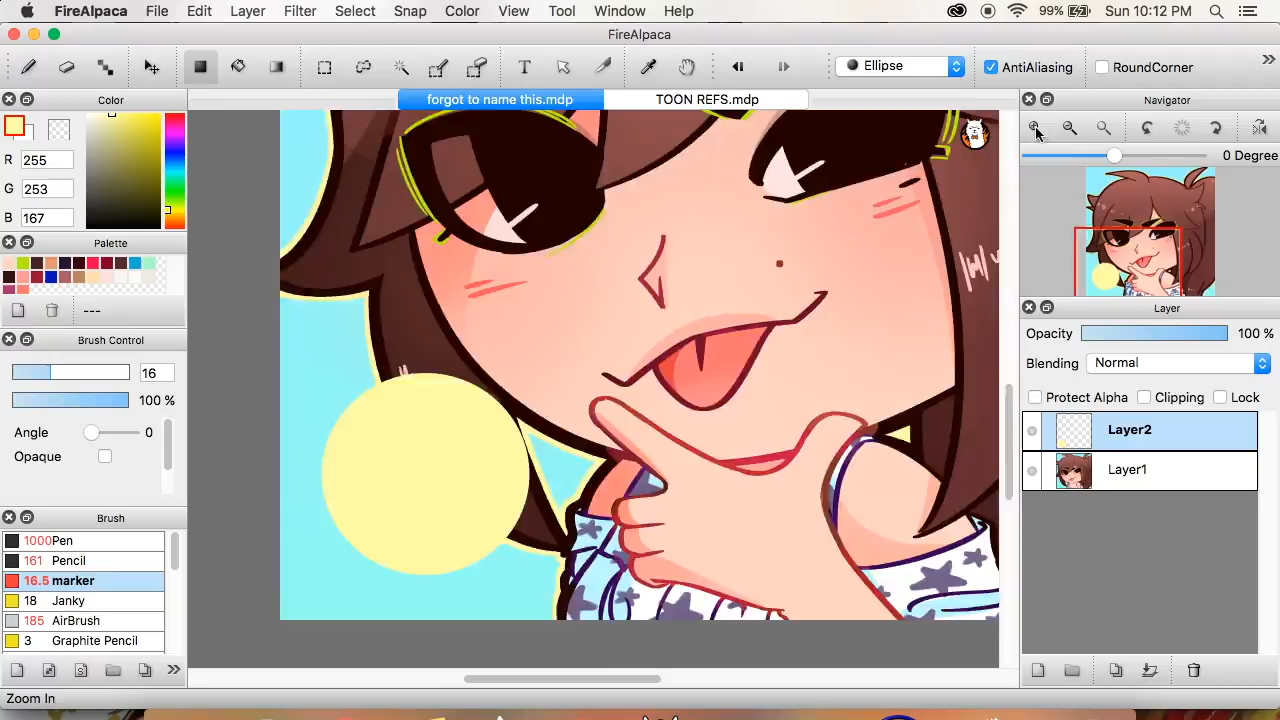 FireAlpaca File Edit Layer Filter Select Snap Color View Tool Window Help 99% Sun 10:12 PM
FireAlpaca
Ellipse AntiAliasing RoundCorner
forgot to name this.mdp TOON REFS.mdp
Color
R 255
G 253
B 167
Palette
---
Brush Control
16
100 %
Angle 0
Opaque
Brush
1000 Pen
161 Pencil
16.5 marker
18 Janky
185 AirBrush
3 Graphite Pencil
Zoom In
Navigator
0 Degree
Layer
Opacity 100 %
Blending Normal
Protect Alpha Clipping Lock
Layer2
Layer1